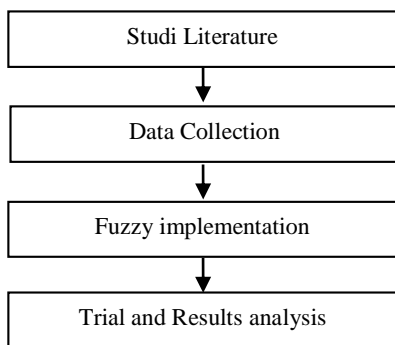 Studi Literature
Data Collection
Fuzzy implementation
Trial and Results analysis